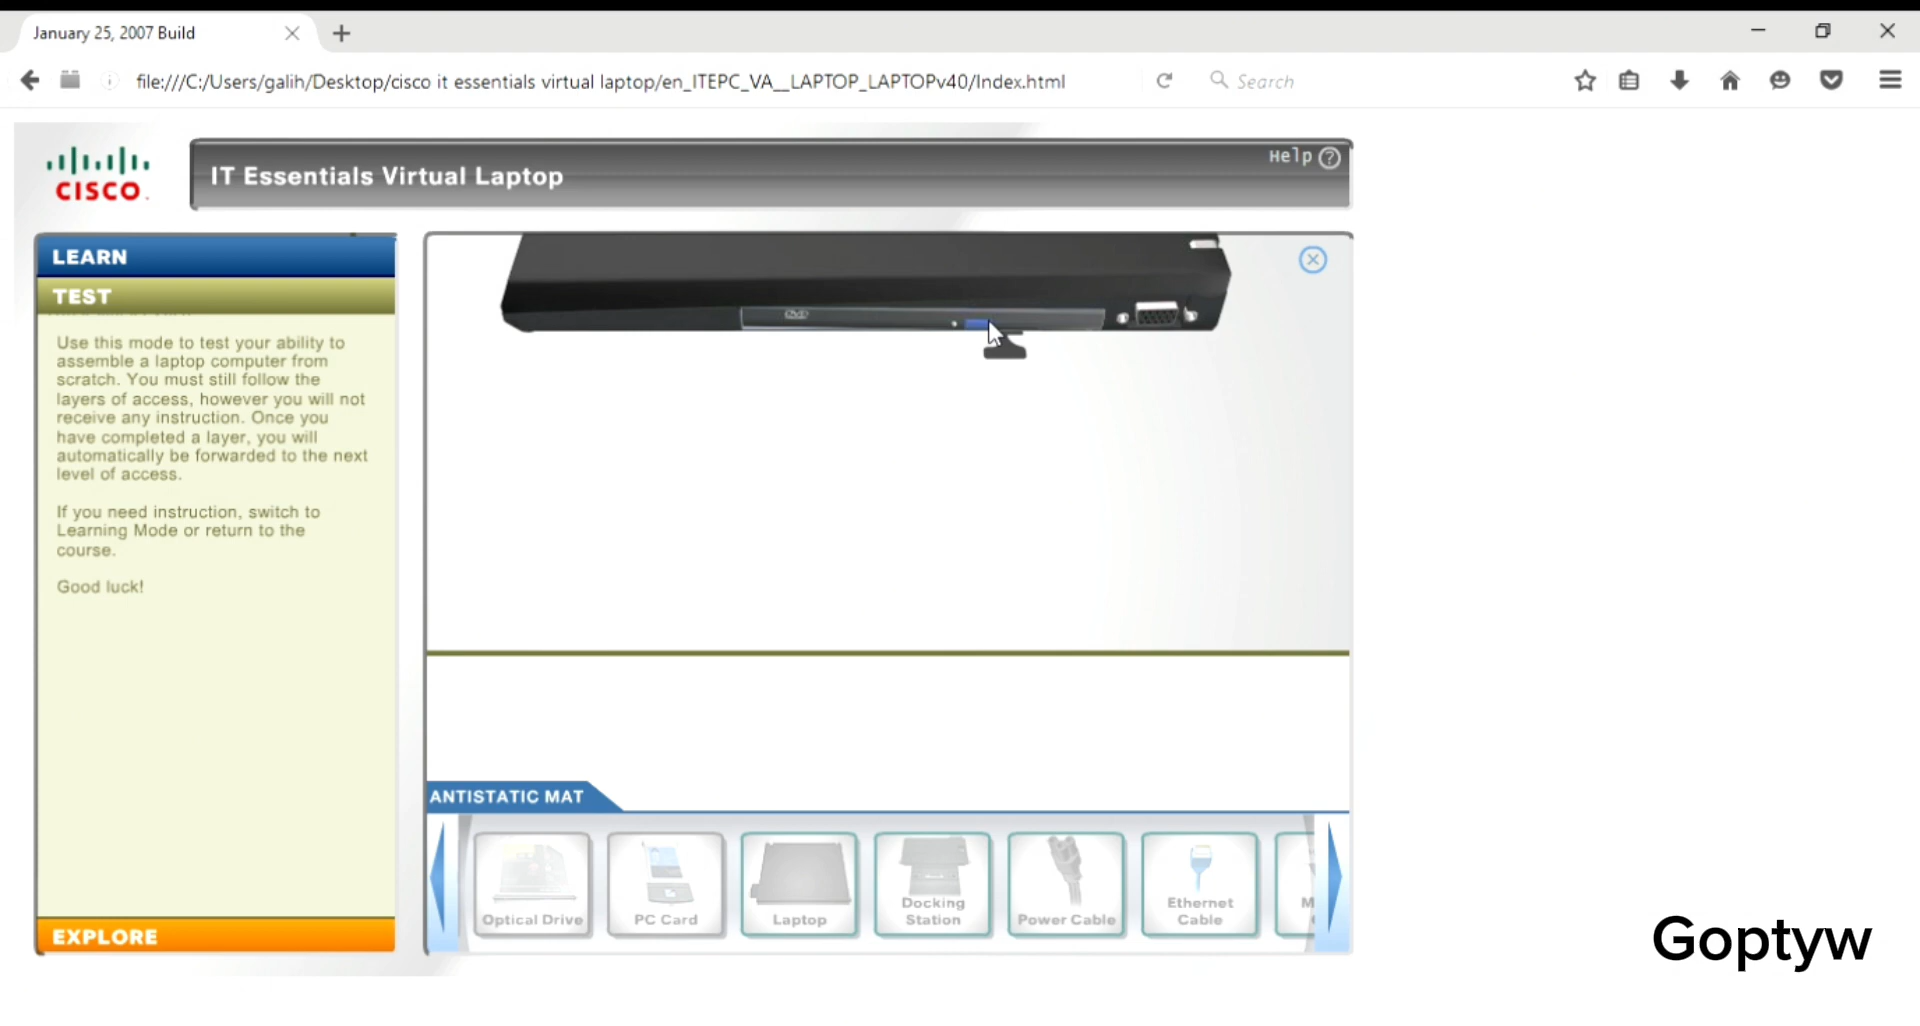 January 25, 2007 Build
file:///C:/Users/galih/Desktop/cisco it essentials virtual laptop/en_ITEPC_VA__LAPTOP_LAPTOPv40/Index.html
Search
CISCO.
IT Essentials Virtual Laptop
Help ?
LEARN
TEST
Use this mode to test your ability to
assemble a laptop computer from
scratch. You must still follow the
layers of access, however you will not
receive any instruction. Once you
have completed a layer, you will
automatically be forwarded to the next
level of access.
If you need instruction, switch to
Learning Mode or return to the
course.
Good luck!
EXPLORE
ANTISTATIC MAT
Optical Drive
PC Card
Laptop
Docking
Station
Power Cable
Ethernet
Cable
Goptyw